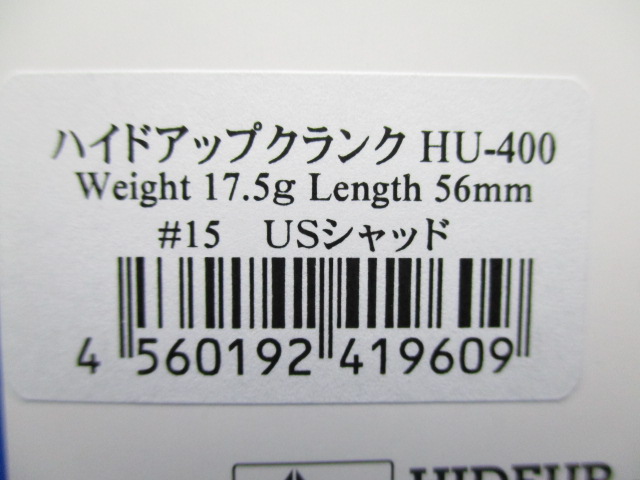 ハイドアップクランク HU-400
Weight 17.5g Length 56mm
#15　USシャッド
4 560192 419609
HIDEUP